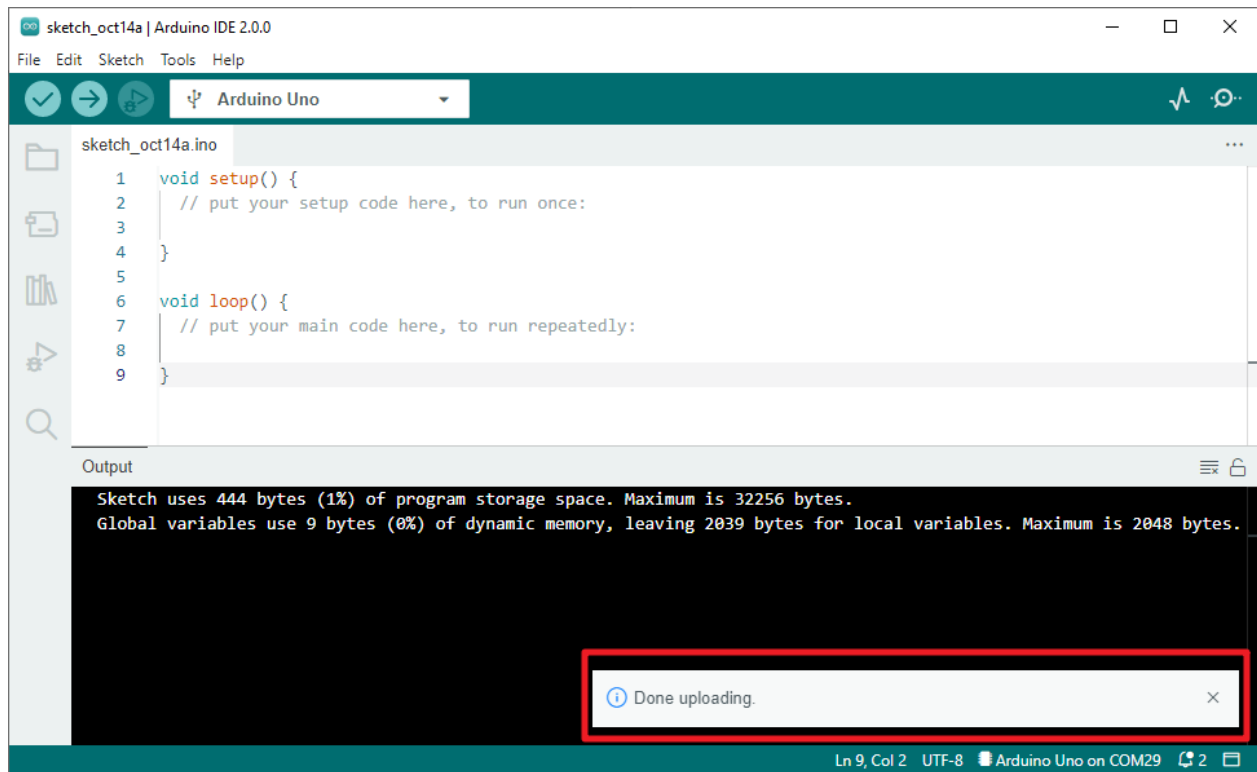 sketch_oct14a | Arduino IDE 2.0.0
File Edit Sketch Tools Help
Arduino Uno
sketch_oct14a.ino
1 void setup() {
2 // put your setup code here, to run once:
3
4 }
5
6 void loop() {
7 // put your main code here, to run repeatedly:
8
9 }
Output
Sketch uses 444 bytes (1%) of program storage space. Maximum is 32256 bytes.
Global variables use 9 bytes (0%) of dynamic memory, leaving 2039 bytes for local variables. Maximum is 2048 bytes.
Done uploading.
Ln 9, Col 2 UTF-8 Arduino Uno on COM29 2